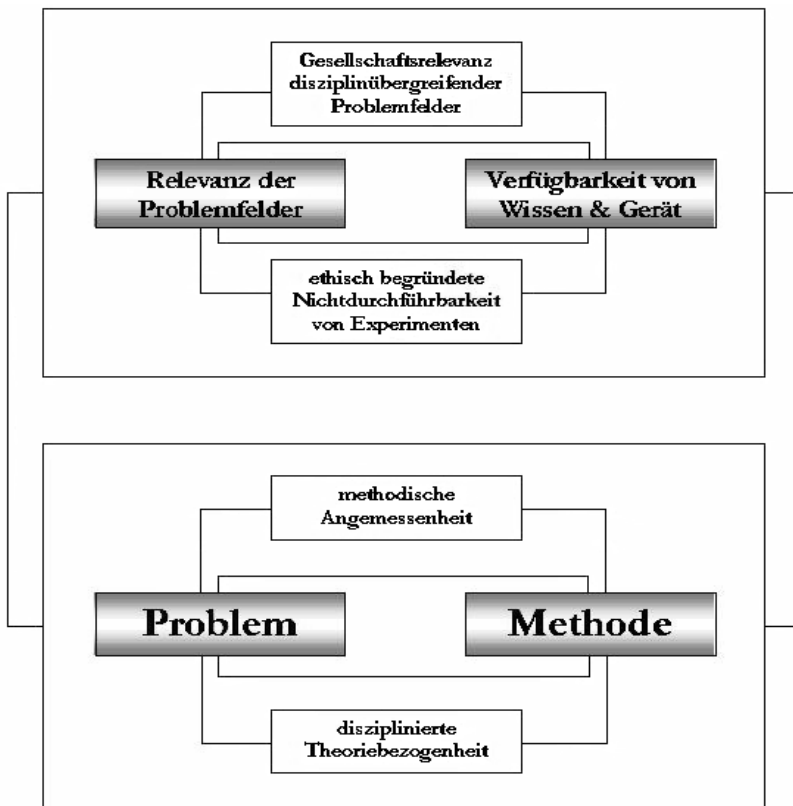 Gesellschaftsrelevanz
disziplinübergreifender
Problemfelder
Relevanz der
Problemfelder
Verfügbarkeit von
Wissen & Gerät
ethisch begründete
Nichtdurchführbarkeit
von Experimenten
methodische
Angemessenheit
Problem
Methode
disziplinierte
Theoriebezogenheit